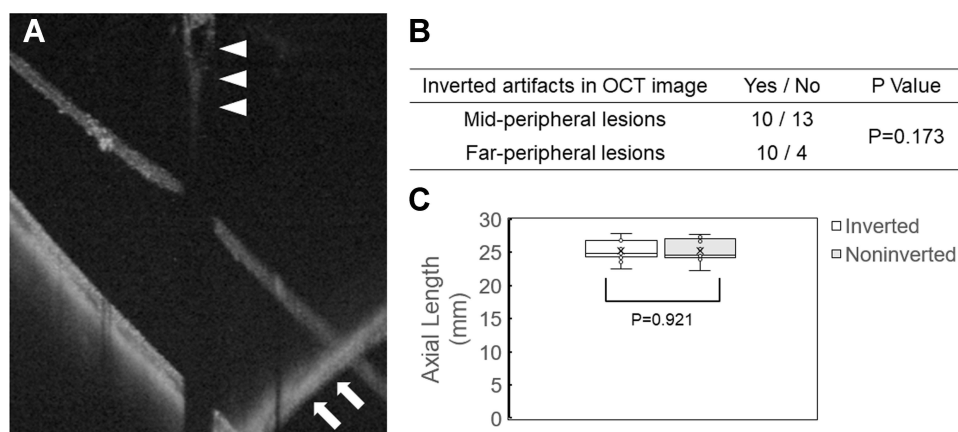 A
B
Inverted artifacts in OCT image Yes / No P Value
Mid-peripheral lesions 10 / 13
P=0.173
Far-peripheral lesions 10 / 4
C
30
25
20
15
10
5
0
Axial Length
(mm)
P=0.921
Inverted
Noninverted